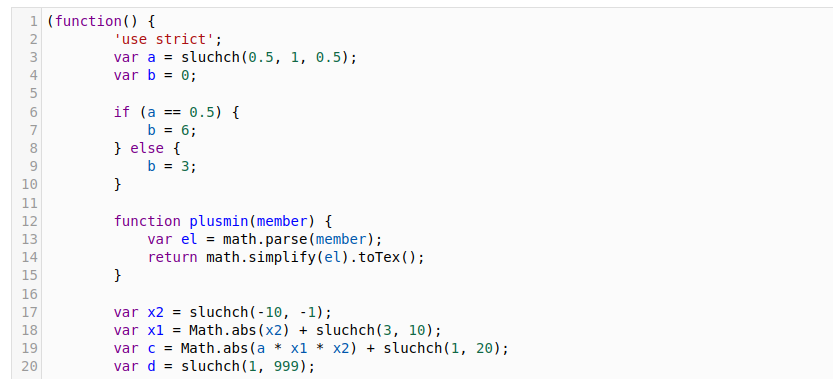 1 (function() {
2 'use strict';
3 var a = sluchch(0.5, 1, 0.5);
4 var b = 0;
5
6 if (a == 0.5) {
7 b = 6;
8 } else {
9 b = 3;
10 }
11
12 function plusmin(member) {
13 var el = math.parse(member);
14 return math.simplify(el).toTex();
15 }
16
17 var x2 = sluchch(-10, -1);
18 var x1 = Math.abs(x2) + sluchch(3, 10);
19 var c = Math.abs(a * x1 * x2) + sluchch(1, 20);
20 var d = sluchch(1, 999);